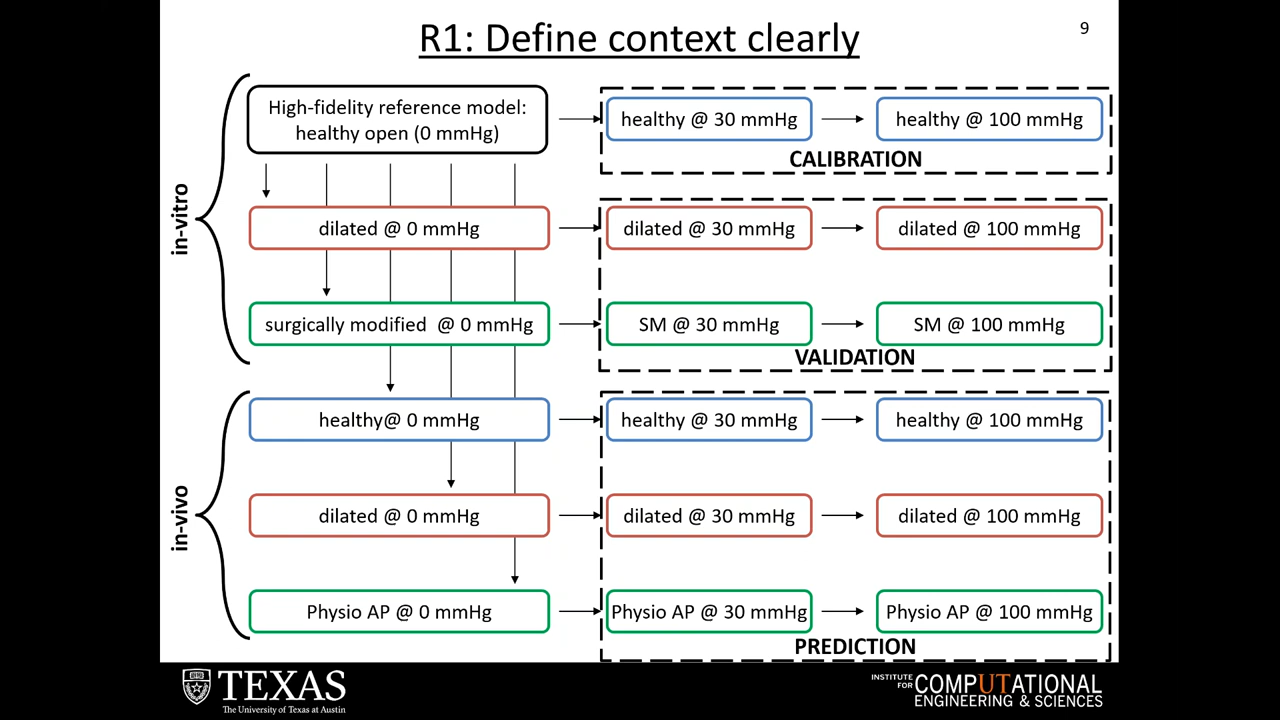 R1: Define context clearly
9
High-fidelity reference model:
healthy open (0 mmHg)
healthy @ 30 mmHg
healthy @ 100 mmHg
CALIBRATION
in-vitro
dilated @ 0 mmHg
dilated @ 30 mmHg
dilated @ 100 mmHg
surgically modified @ 0 mmHg
SM @ 30 mmHg
SM @ 100 mmHg
VALIDATION
healthy@ 0 mmHg
healthy @ 30 mmHg
healthy @ 100 mmHg
in-vivo
dilated @ 0 mmHg
dilated @ 30 mmHg
dilated @ 100 mmHg
Physio AP @ 0 mmHg
Physio AP @ 30 mmHg
Physio AP @ 100 mmHg
PREDICTION
TEXAS
The University of Texas at Austin
INSTITUTE
FOR
COMPUTATIONAL
ENGINEERING & SCIENCES